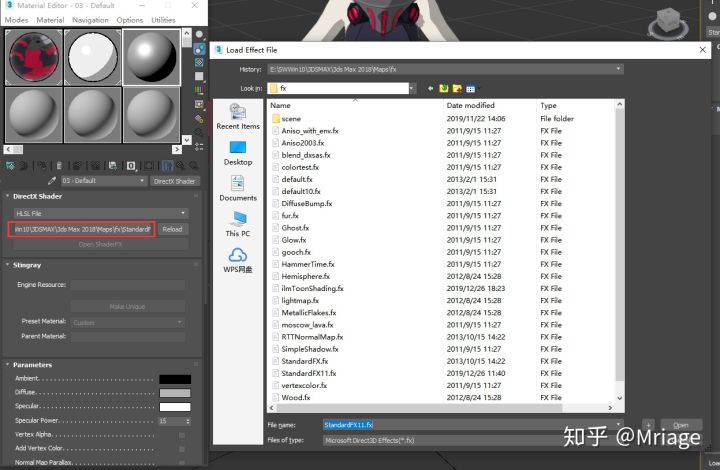 Material Editor - 03 - Default
Modes Material Navigation Options Utilities
03 - Default
DirectX Shader
DirectX Shader
HLSL File
Win10\3DSMAX\3ds Max 2018\Maps\fx\StandardF
Reload
Open ShaderFX
Stingray
Engine Resource:
Make Unique
Preset Material:
Custom
Parent Material:
Parameters
Ambient
Diffuse
Specular
Specular Power
15
Vertex Alpha
Add Vertex Color
Normal Map Parallax
Load Effect File
History:
E:\SWWin10\3DSMAX\3ds Max 2018\Maps\fx
Look in:
fx
Recent Items
Desktop
Documents
This PC
WPS网盘
Name Date modified Type
scene 2019/11/22 14:06 File folder
Aniso_with_env.fx 2011/9/15 11:27 FX File
Aniso2003.fx 2011/9/15 11:27 FX File
blend_dxsas.fx 2011/9/15 11:27 FX File
colortest.fx 2011/9/15 11:27 FX File
default.fx 2013/2/1 15:31 FX File
default10.fx 2013/2/1 15:31 FX File
DiffuseBump.fx 2011/9/15 11:27 FX File
fur.fx 2011/9/15 11:27 FX File
Ghost.fx 2011/9/15 11:27 FX File
Glow.fx 2011/9/15 11:27 FX File
gooch.fx 2011/9/15 11:27 FX File
HammerTime.fx 2011/9/15 11:27 FX File
Hemisphere.fx 2012/8/24 15:28 FX File
ilmToonShading.fx 2019/12/26 18:23 FX File
lightmap.fx 2012/8/24 15:28 FX File
MetallicFlakes.fx 2012/8/24 15:28 FX File
moscow_lava.fx 2011/9/15 11:27 FX File
RTTNormalMap.fx 2013/10/15 14:22 FX File
SimpleShadow.fx 2011/9/15 11:27 FX File
StandardFX.fx 2013/10/15 14:22 FX File
StandardFX11.fx 2019/12/26 11:40 FX File
vertexcolor.fx 2011/9/15 11:27 FX File
Wood.fx 2012/8/24 15:28 FX File
File name:
StandardFX11.fx
+
Open
Files of type:
Microsoft Direct3D Effects(*.fx)
知乎 @Mriage